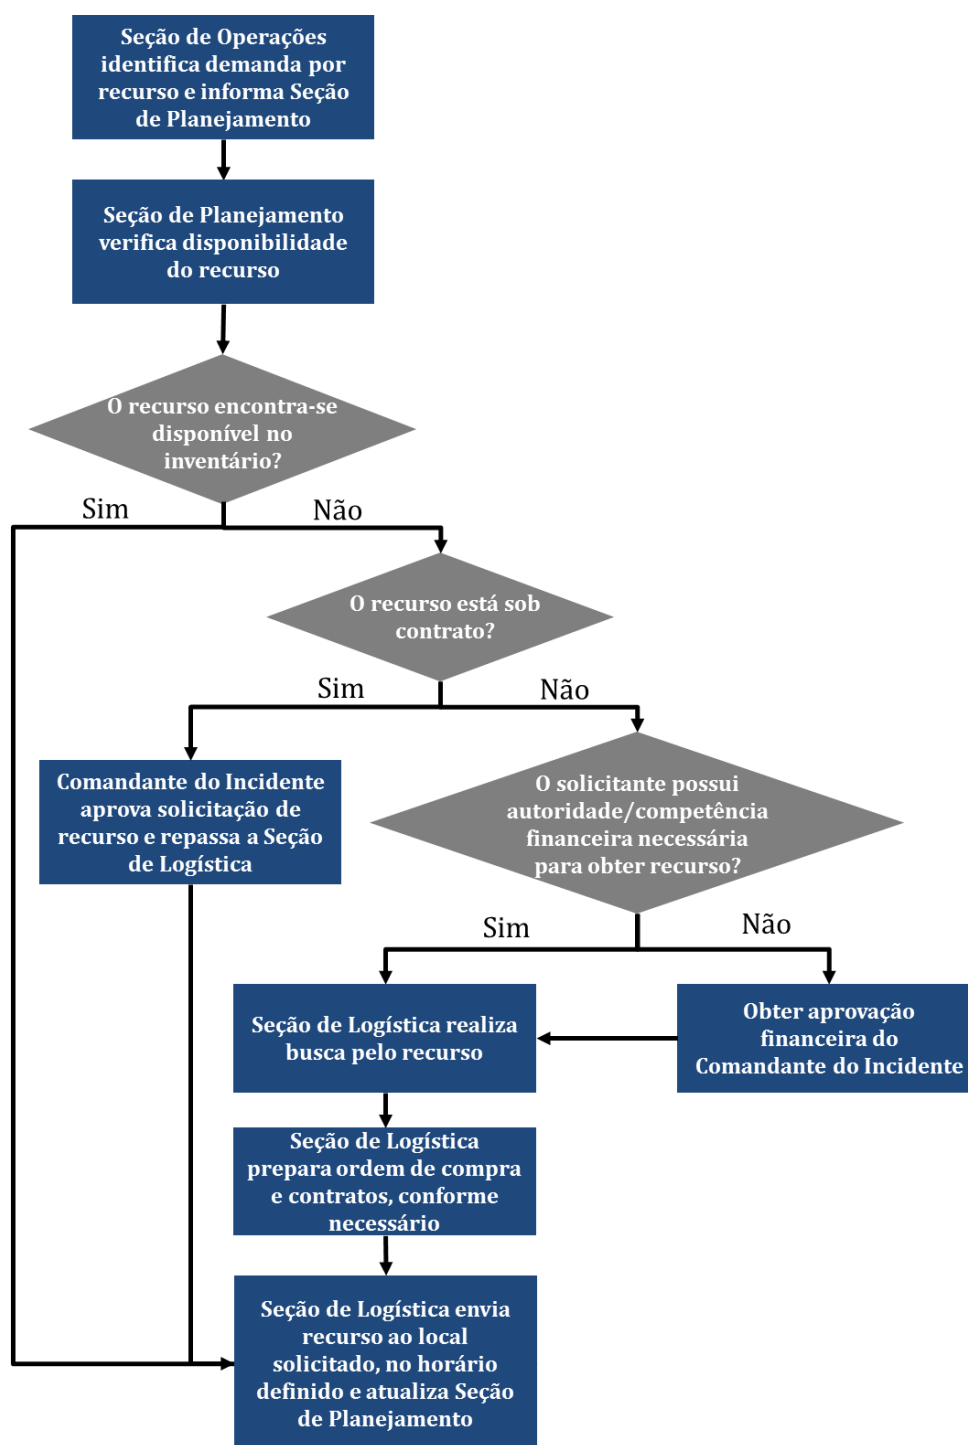 Seção de Operações
identifica demanda por
recurso e informa Seção
de Planejamento
Seção de Planejamento
verifica disponibilidade
do recurso
O recurso encontra-se
disponível no
inventário?
Sim
Não
O recurso está sob
contrato?
Sim
Não
Comandante do Incidente
aprova solicitação de
recurso e repassa a Seção
de Logística
O solicitante possui
autoridade/competência
financeira necessária
para obter recurso?
Sim
Não
Seção de Logística realiza
busca pelo recurso
Obter aprovação
financeira do
Comandante do Incidente
Seção de Logística
prepara ordem de compra
e contratos, conforme
necessário
Seção de Logística envia
recurso ao local
solicitado, no horário
definido e atualiza Seção
de Planejamento